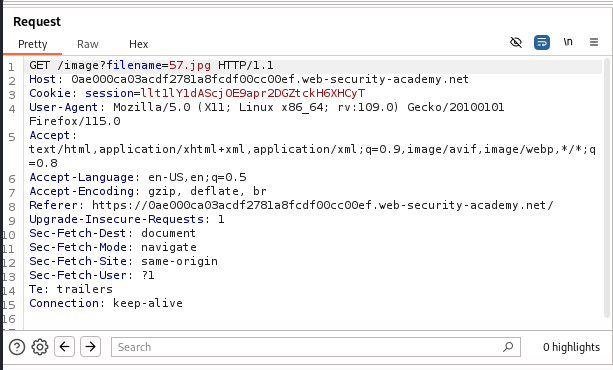 Request
Pretty Raw Hex \n
1 GET /image?filename=57.jpg HTTP/1.1
2 Host: 0ae000ca03acdf2781a8fcdf00cc00ef.web-security-academy.net
3 Cookie: session=llt1lY1dAScjOE9apr2DGZtckH6XHCyT
4 User-Agent: Mozilla/5.0 (X11; Linux x86_64; rv:109.0) Gecko/20100101
Firefox/115.0
5 Accept:
text/html,application/xhtml+xml,application/xml;q=0.9,image/avif,image/webp,*/*;q
=0.8
6 Accept-Language: en-US,en;q=0.5
7 Accept-Encoding: gzip, deflate, br
8 Referer: https://0ae000ca03acdf2781a8fcdf00cc00ef.web-security-academy.net/
9 Upgrade-Insecure-Requests: 1
10 Sec-Fetch-Dest: document
11 Sec-Fetch-Mode: navigate
12 Sec-Fetch-Site: same-origin
13 Sec-Fetch-User: ?1
14 Te: trailers
15 Connection: keep-alive
16
Search 0 highlights